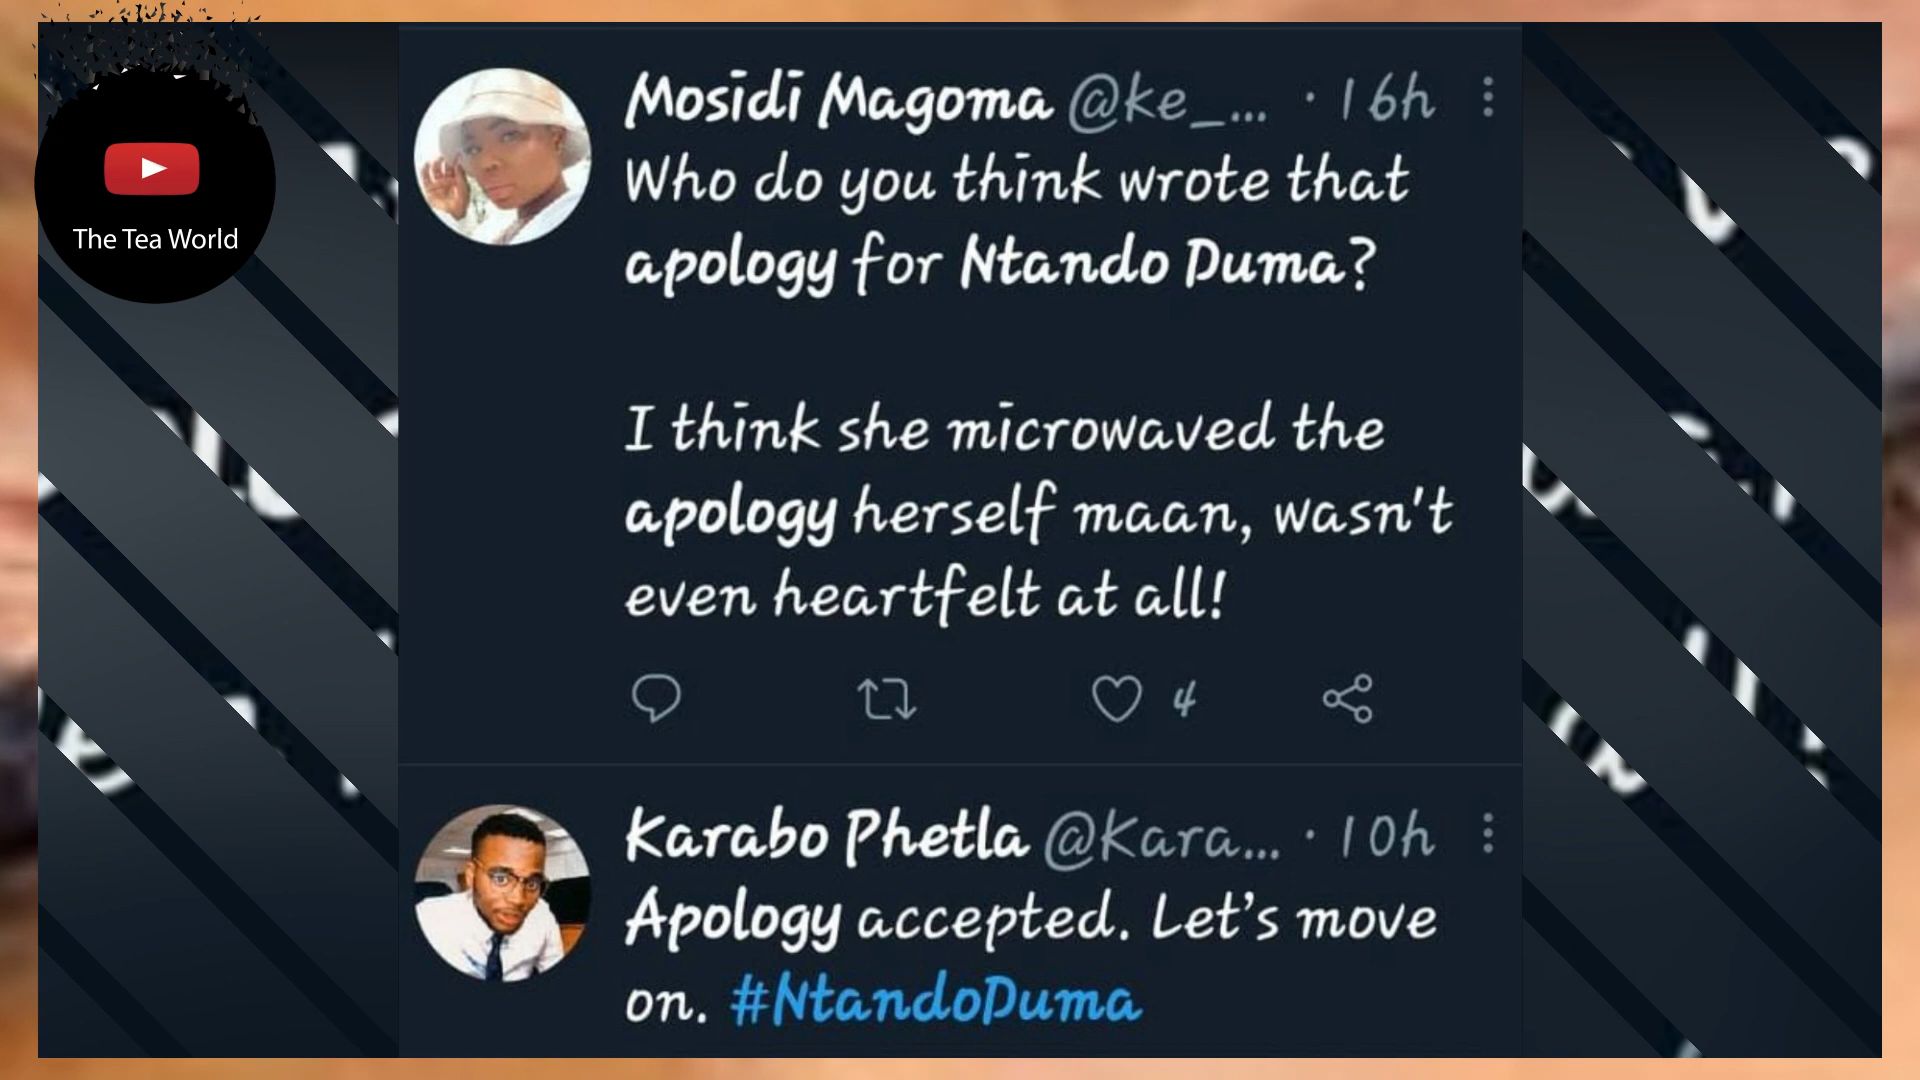 The Tea World
Mosidi Magoma @ke_... · 16h
Who do you think wrote that
apology for Ntando Duma?
I think she microwaved the
apology herself maan, wasn't
even heartfelt at all!
4
Karabo Phetla @Kara... · 10h
Apology accepted. Let's move
on. #NtandoDuma